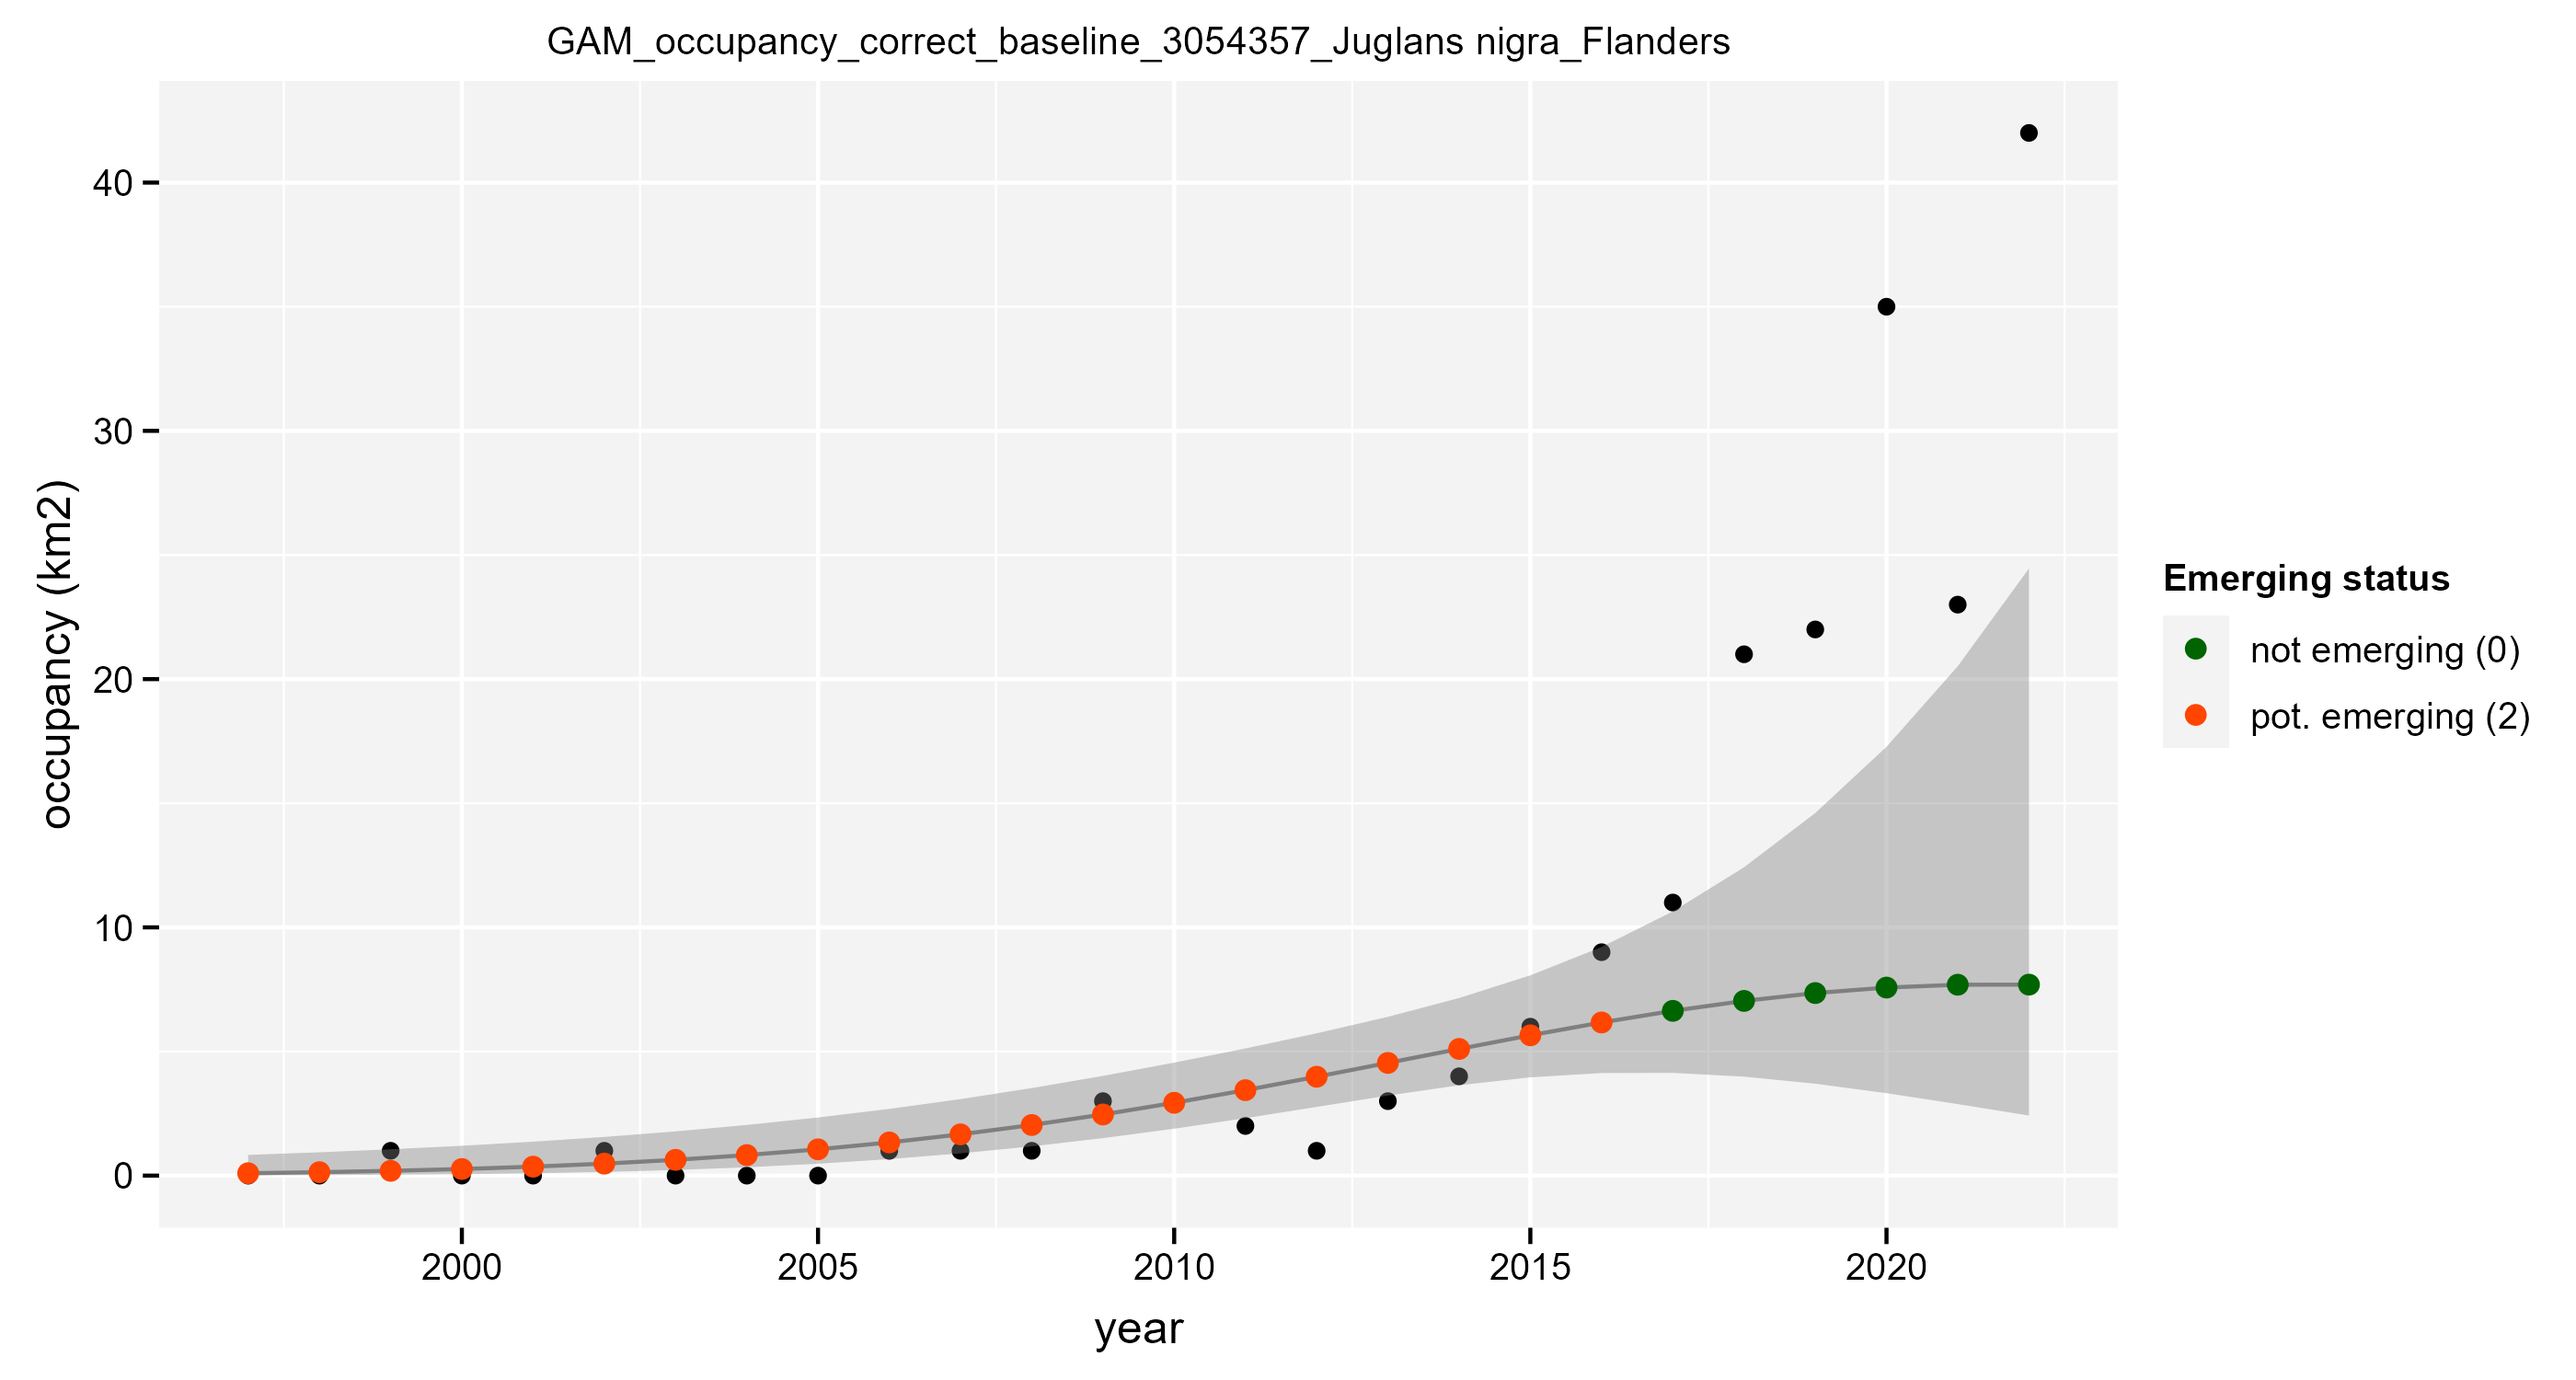 GAM_occupancy_correct_baseline_3054357_Juglans nigra_Flanders
occupancy (km2)
40
30
20
10
0
2000 2005 2010 2015 2020
year
Emerging status
not emerging (0)
pot. emerging (2)